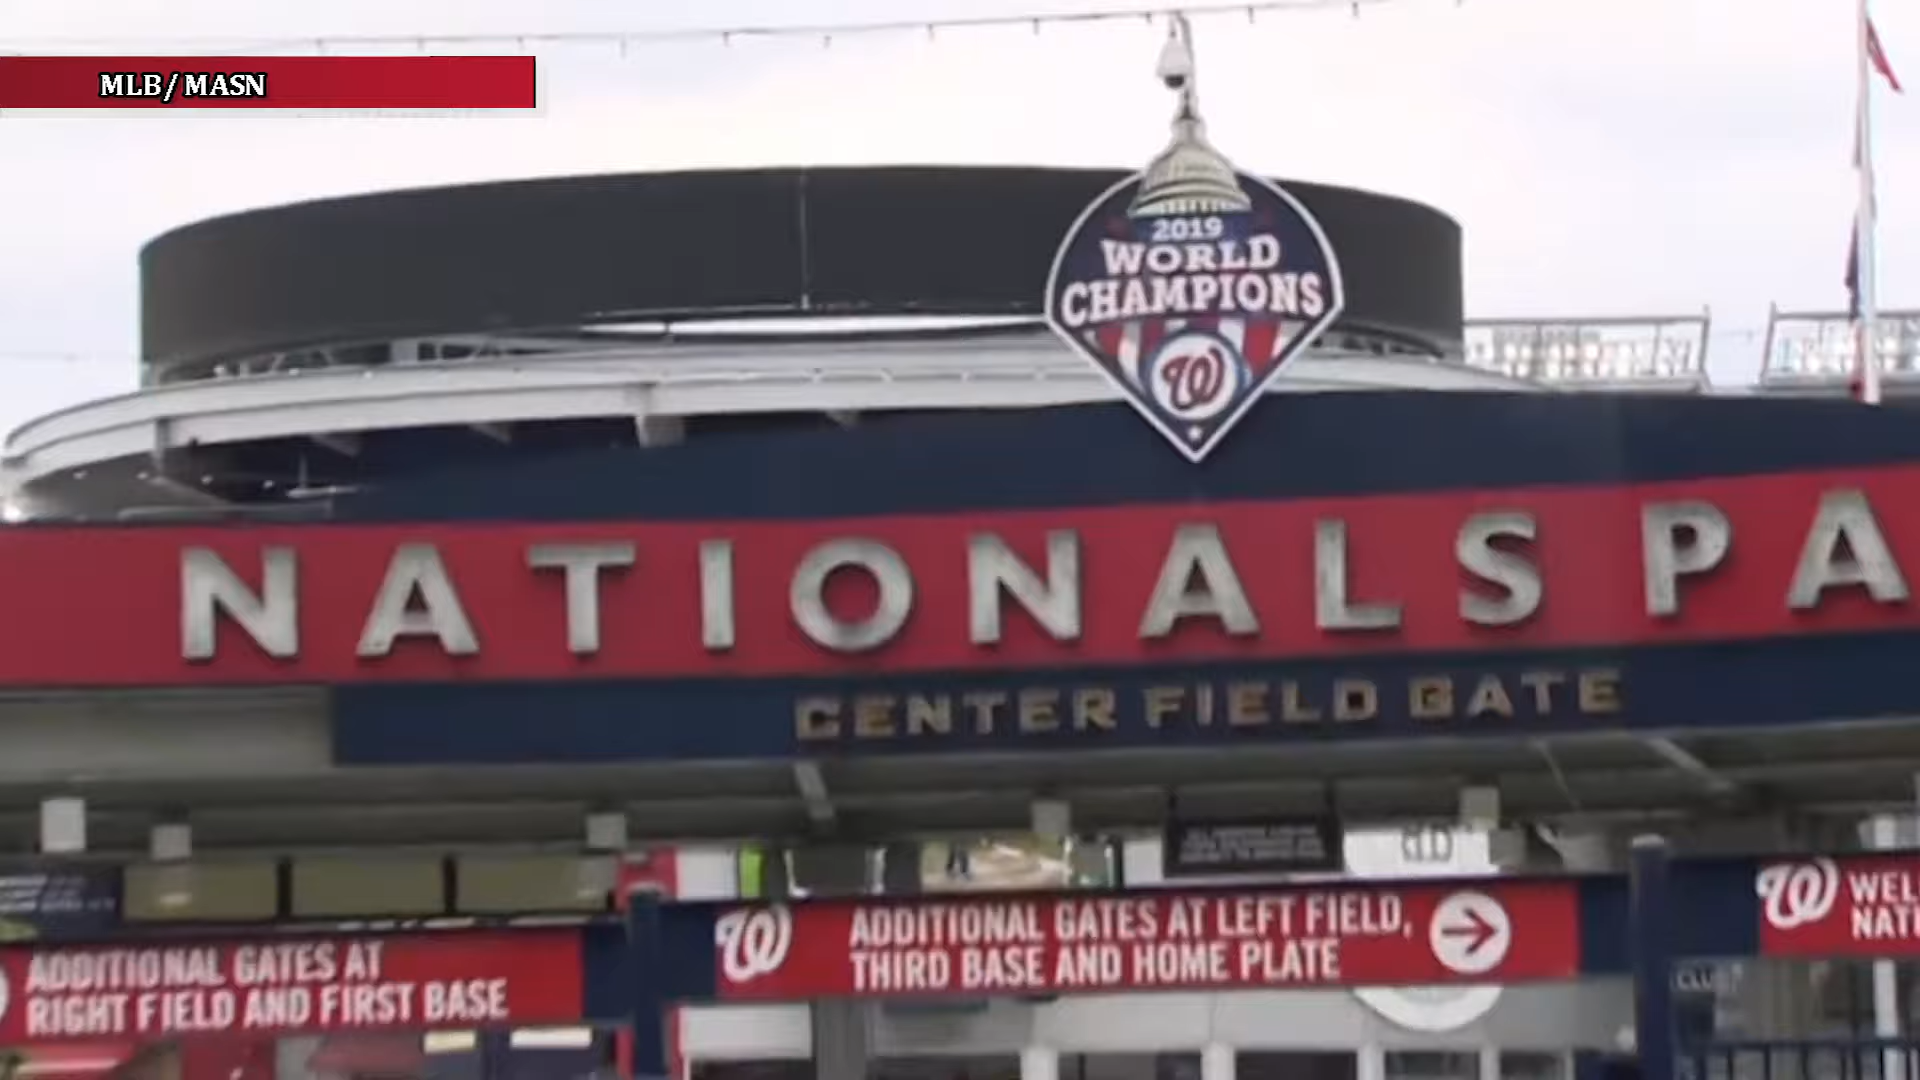 MLB/MASN
2019
WORLD
CHAMPIONS
W
NATIONALS PA
CENTER FIELD GATE
W ADDITIONAL GATES AT LEFT FIELD,
THIRD BASE AND HOME PLATE
W WEL
NATI
ADDITIONAL GATES AT
RIGHT FIELD AND FIRST BASE